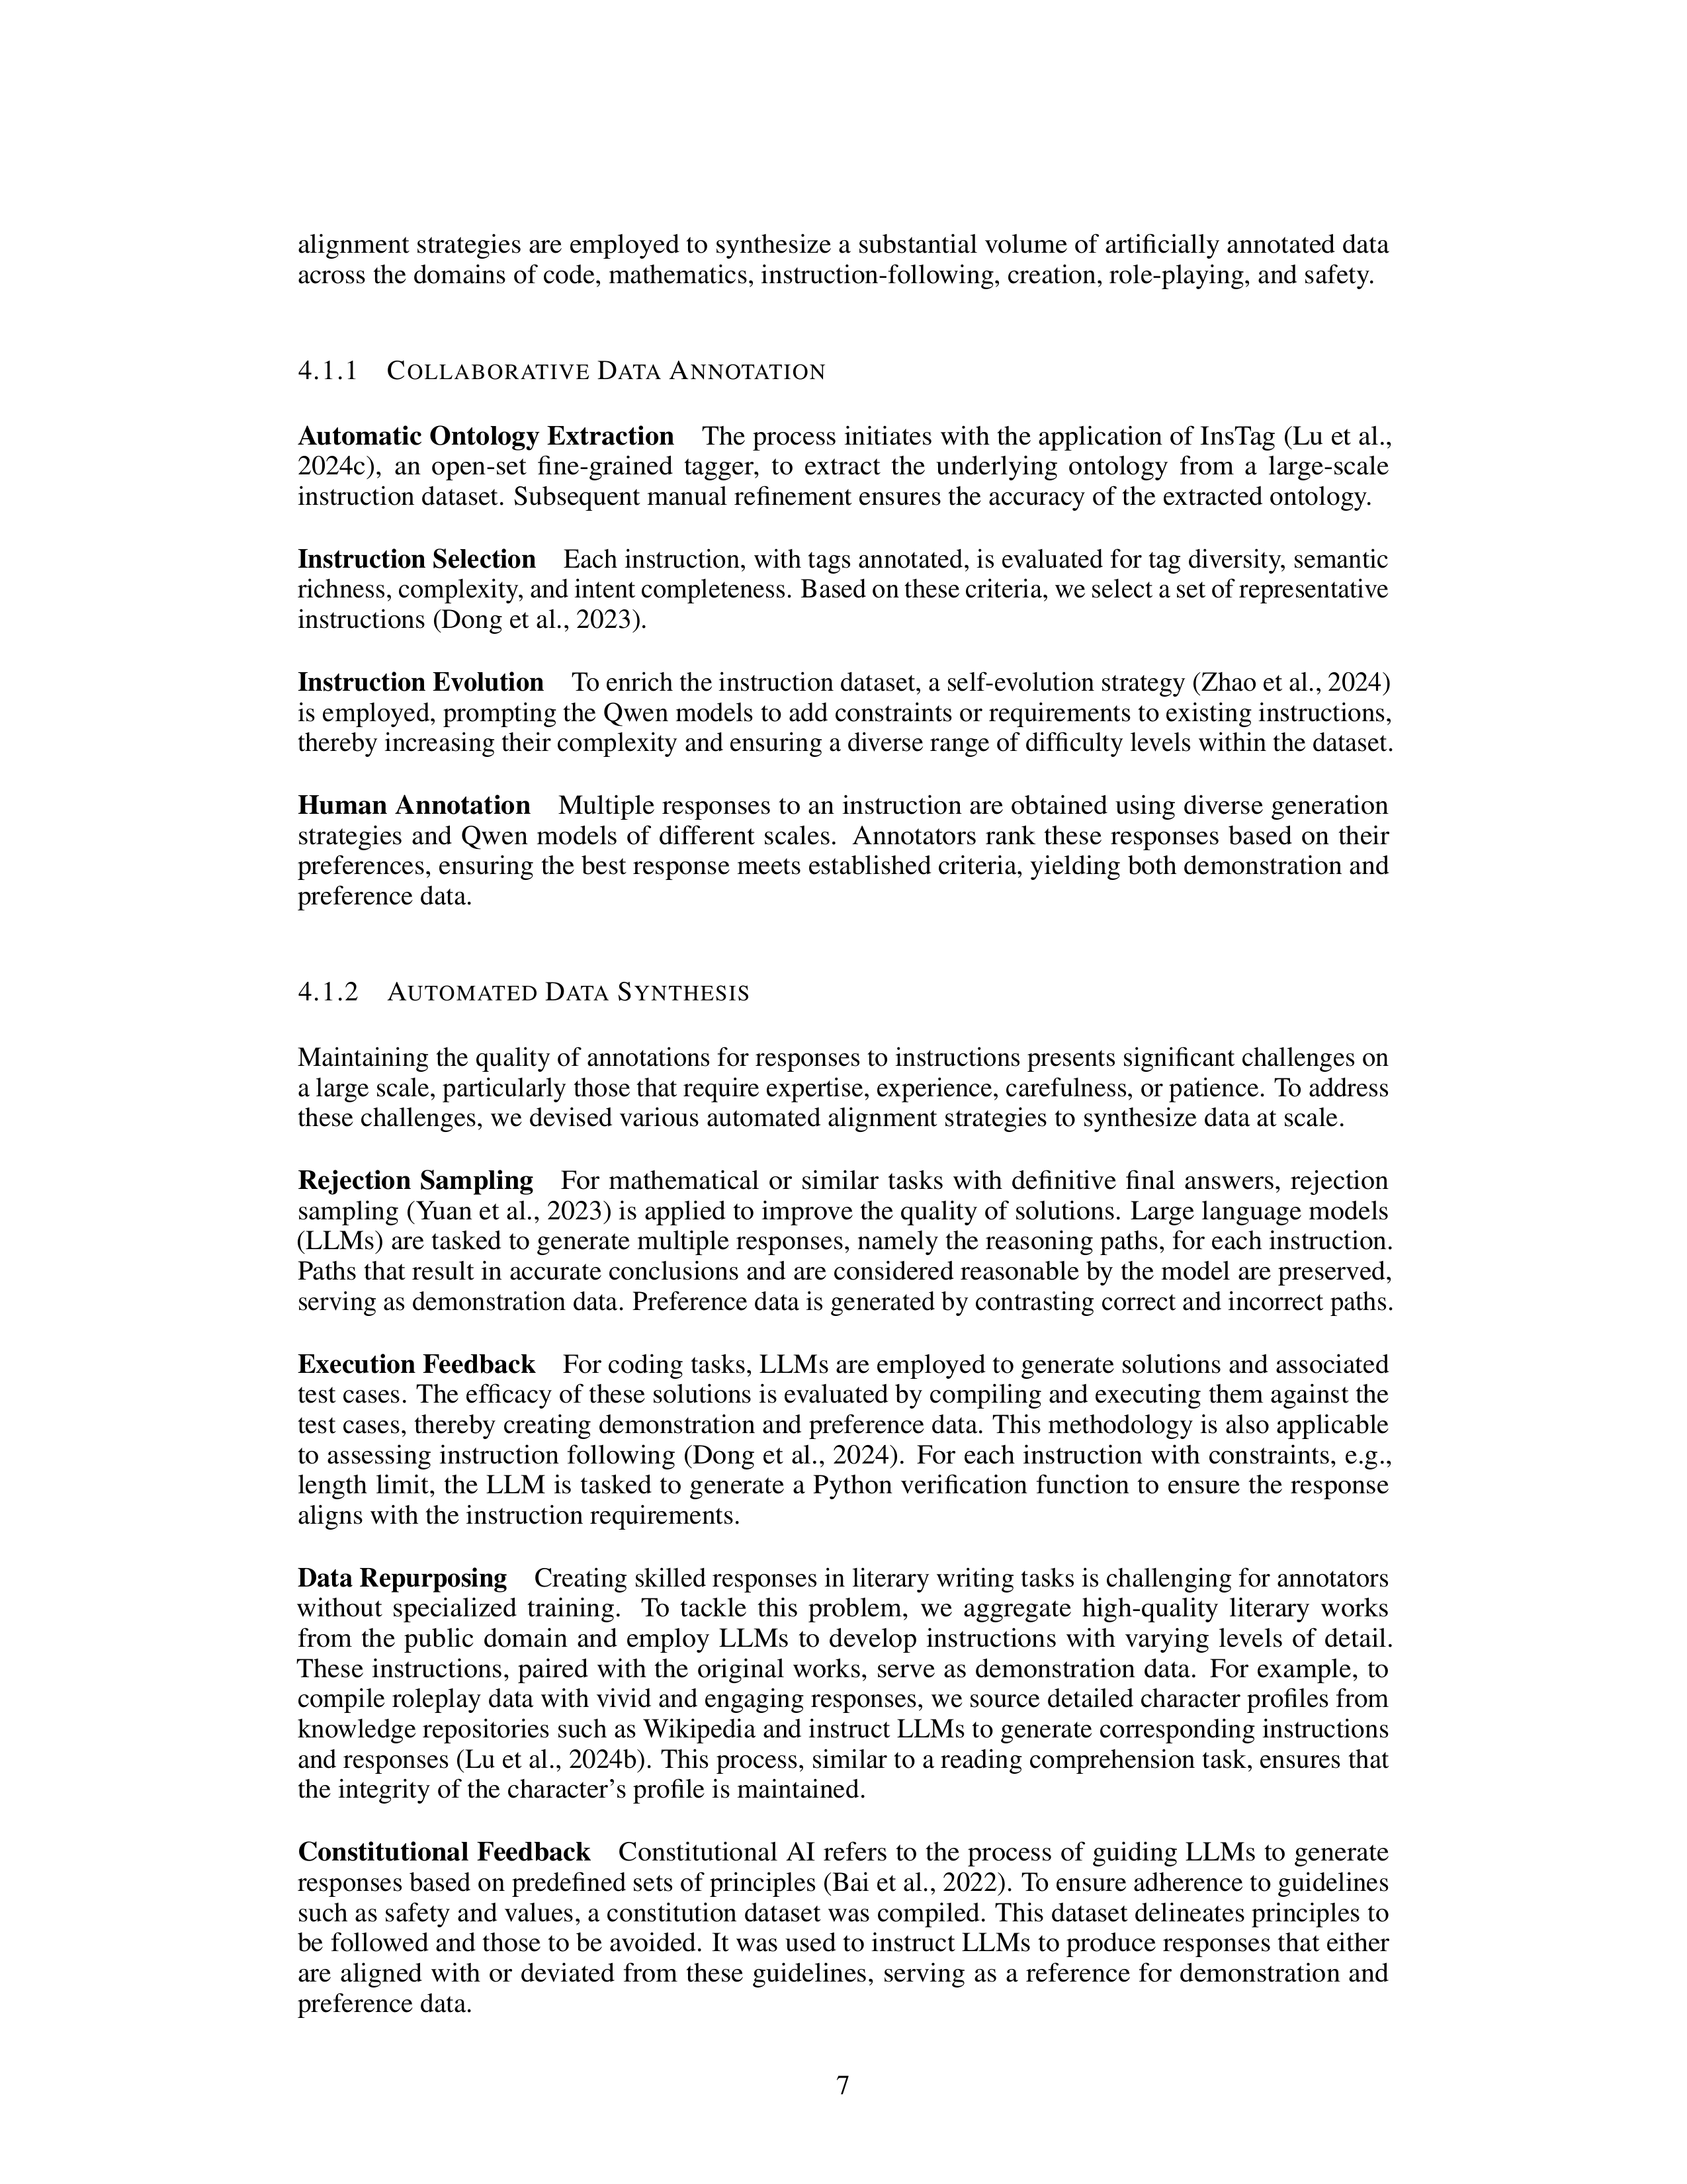 alignment strategies are employed to synthesize a substantial volume of artificially annotated data
across the domains of code, mathematics, instruction-following, creation, role-playing, and safety.
4.1.1 COLLABORATIVE DATA ANNOTATION
Automatic Ontology Extraction The process initiates with the application of InsTag (Lu et al.,
2024c), an open-set fine-grained tagger, to extract the underlying ontology from a large-scale
instruction dataset. Subsequent manual refinement ensures the accuracy of the extracted ontology.
Instruction Selection Each instruction, with tags annotated, is evaluated for tag diversity, semantic
richness, complexity, and intent completeness. Based on these criteria, we select a set of representative
instructions (Dong et al., 2023).
Instruction Evolution To enrich the instruction dataset, a self-evolution strategy (Zhao et al., 2024)
is employed, prompting the Qwen models to add constraints or requirements to existing instructions,
thereby increasing their complexity and ensuring a diverse range of difficulty levels within the dataset.
Human Annotation Multiple responses to an instruction are obtained using diverse generation
strategies and Qwen models of different scales. Annotators rank these responses based on their
preferences, ensuring the best response meets established criteria, yielding both demonstration and
preference data.
4.1.2 AUTOMATED DATA SYNTHESIS
Maintaining the quality of annotations for responses to instructions presents significant challenges on
a large scale, particularly those that require expertise, experience, carefulness, or patience. To address
these challenges, we devised various automated alignment strategies to synthesize data at scale.
Rejection Sampling For mathematical or similar tasks with definitive final answers, rejection
sampling (Yuan et al., 2023) is applied to improve the quality of solutions. Large language models
(LLMs) are tasked to generate multiple responses, namely the reasoning paths, for each instruction.
Paths that result in accurate conclusions and are considered reasonable by the model are preserved,
serving as demonstration data. Preference data is generated by contrasting correct and incorrect paths.
Execution Feedback For coding tasks, LLMs are employed to generate solutions and associated
test cases. The efficacy of these solutions is evaluated by compiling and executing them against the
test cases, thereby creating demonstration and preference data. This methodology is also applicable
to assessing instruction following (Dong et al., 2024). For each instruction with constraints, e.g.,
length limit, the LLM is tasked to generate a Python verification function to ensure the response
aligns with the instruction requirements.
Data Repurposing Creating skilled responses in literary writing tasks is challenging for annotators
without specialized training. To tackle this problem, we aggregate high-quality literary works
from the public domain and employ LLMs to develop instructions with varying levels of detail.
These instructions, paired with the original works, serve as demonstration data. For example, to
compile roleplay data with vivid and engaging responses, we source detailed character profiles from
knowledge repositories such as Wikipedia and instruct LLMs to generate corresponding instructions
and responses (Lu et al., 2024b). This process, similar to a reading comprehension task, ensures that
the integrity of the character's profile is maintained.
Constitutional Feedback Constitutional AI refers to the process of guiding LLMs to generate
responses based on predefined sets of principles (Bai et al., 2022). To ensure adherence to guidelines
such as safety and values, a constitution dataset was compiled. This dataset delineates principles to
be followed and those to be avoided. It was used to instruct LLMs to produce responses that either
are aligned with or deviated from these guidelines, serving as a reference for demonstration and
preference data.
7